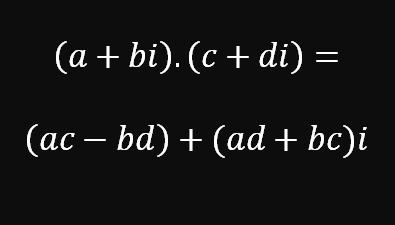 (a + bi).(c + di) =
(ac − bd) + (ad + bc)i